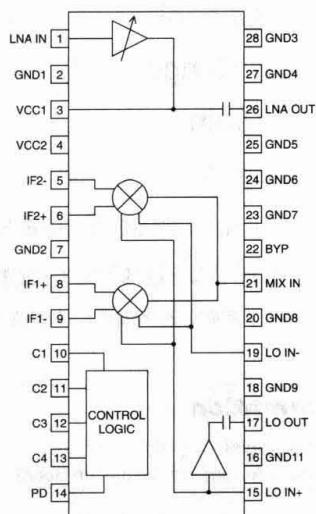 LNA IN 1
GND1 2
VCC1 3
VCC2 4
IF2- 5
IF2+ 6
GND2 7
IF1+ 8
IF1- 9
C1 10
C2 11
C3 12
C4 13
PD 14
CONTROL
LOGIC
28 GND3
27 GND4
26 LNA OUT
25 GND5
24 GND6
23 GND7
22 BYP
21 MIX IN
20 GND8
19 LO IN-
18 GND9
17 LO OUT
16 GND11
15 LO IN+